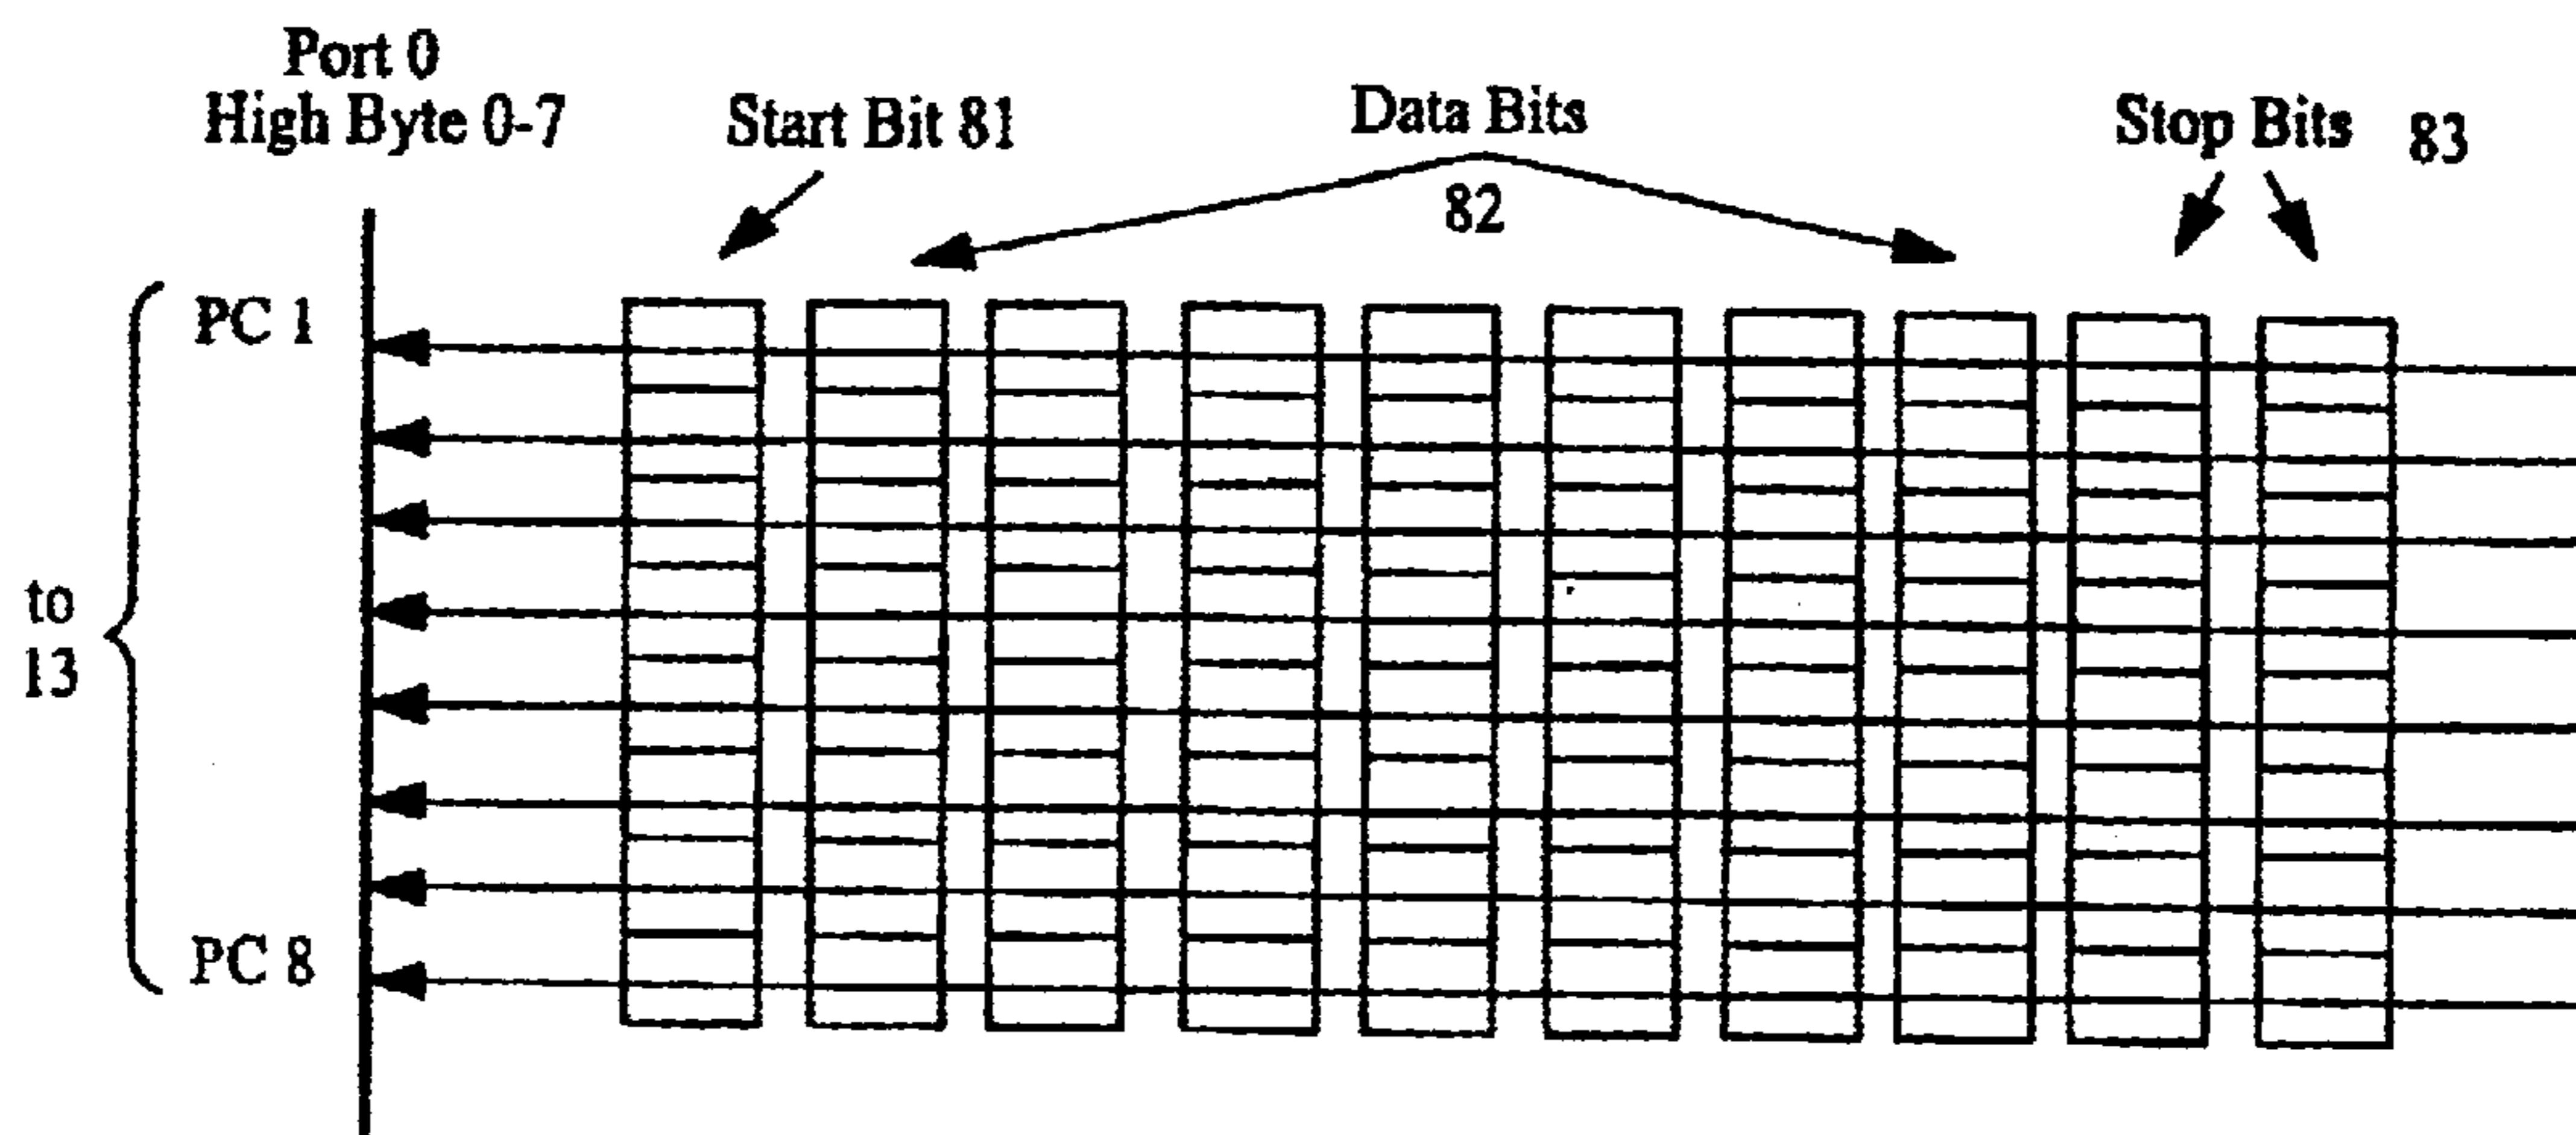 Port 0
High Byte 0-7
Start Bit 81
Data Bits
82
Stop Bits 83
PC 1
to
13
PC 8